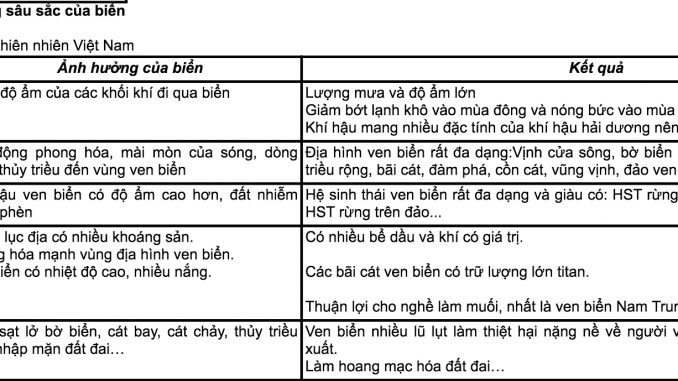 sâu sắc của biển
hiên nhiên Việt Nam
Ảnh hưởng của biển
Kết quả
độ ẩm của các khối khí đi qua biển
Lượng mưa và độ ẩm lớn
Giảm bớt lạnh khô vào mùa đông và nóng bức vào mùa
Khí hậu mang nhiều đặc tính của khí hậu hải dương nên
động phong hóa, mài mòn của sóng, dòng
thủy triều đến vùng ven biển
Địa hình ven biển rất đa dạng:Vịnh cửa sông, bờ biển
triều rộng, bãi cát, đàm phá, cồn cát, vũng vịnh, đảo ven
ậu ven biển có độ ẩm cao hơn, đất nhiễm
phèn
Hệ sinh thái ven biển rất đa dạng và giàu có: HST rừng
HST rừng trên đảo...
lục địa có nhiều khoáng sản.
g hóa mạnh vùng địa hình ven biển.
iển có nhiệt độ cao, nhiều nắng.
Có nhiều bể dầu và khí có giá trị.
Các bãi cát ven biển có trữ lượng lớn titan.
Thuận lợi cho nghề làm muối, nhất là ven biển Nam Trun
sạt lở bờ biển, cát bay, cát chảy, thủy triều
nhập mặn đất đai…
Ven biển nhiều lũ lụt làm thiệt hại nặng nề về người v
xuất.
Làm hoang mạc hóa đất đai…